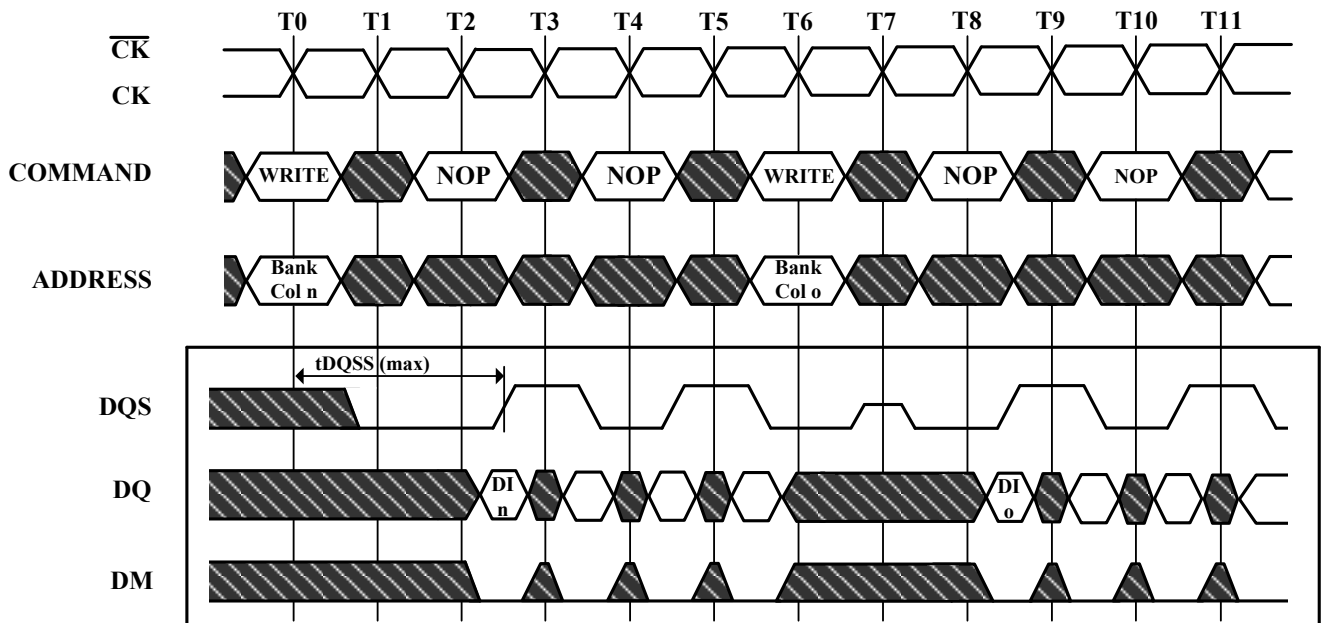 T0 T1 T2 T3 T4 T5 T6 T7 T8 T9 T10 T11
CK
CK
COMMAND WRITE NOP NOP WRITE NOP NOP
ADDRESS Bank Col n Bank Col o
tDQSS (max)
DQS
DQ DI n DI o
DM